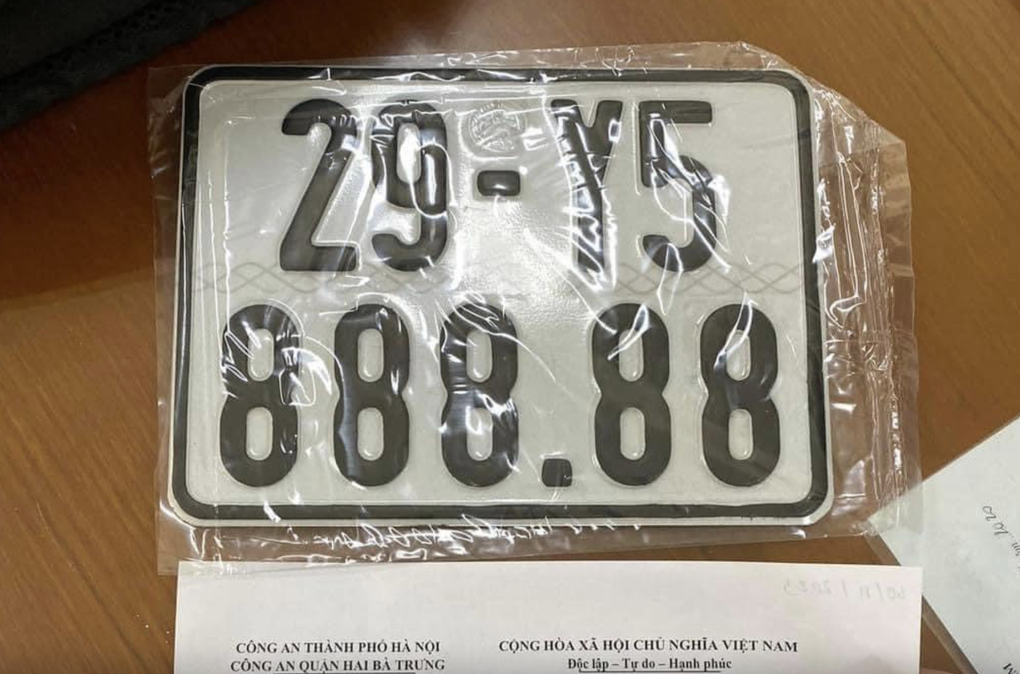 29-Y5
888.88
CÔNG AN THÀNH PHỐ HÀ NỘI
CÔNG AN QUẬN HAI BÀ TRƯNG
CỘNG HÒA XÃ HỘI CHỦ NGHĨA VIỆT NAM
Độc lập – Tự do – Hạnh phúc